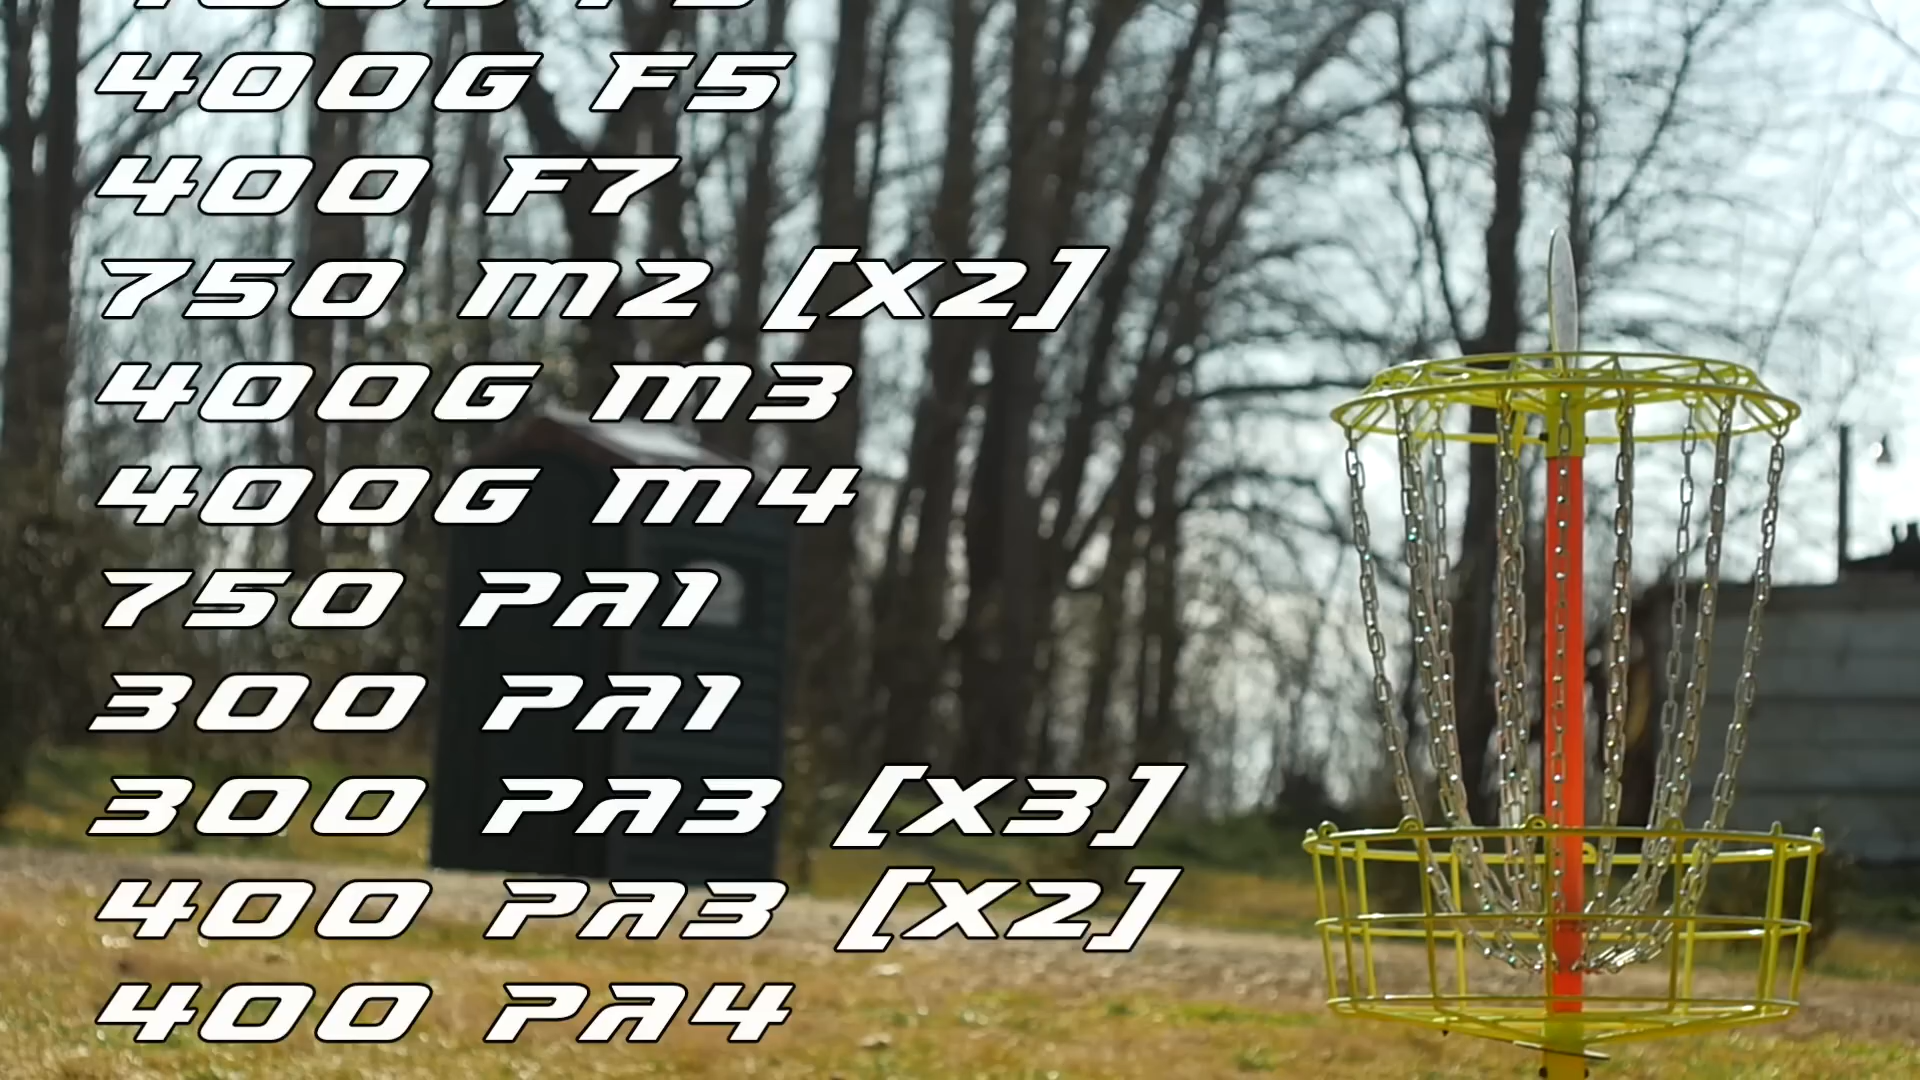 400G F5
400 F7
750 M2 [X2]
400G M3
400G M4
750 PA1
300 PA1
300 PA3 [X3]
400 PA3 [X2]
400 PA4